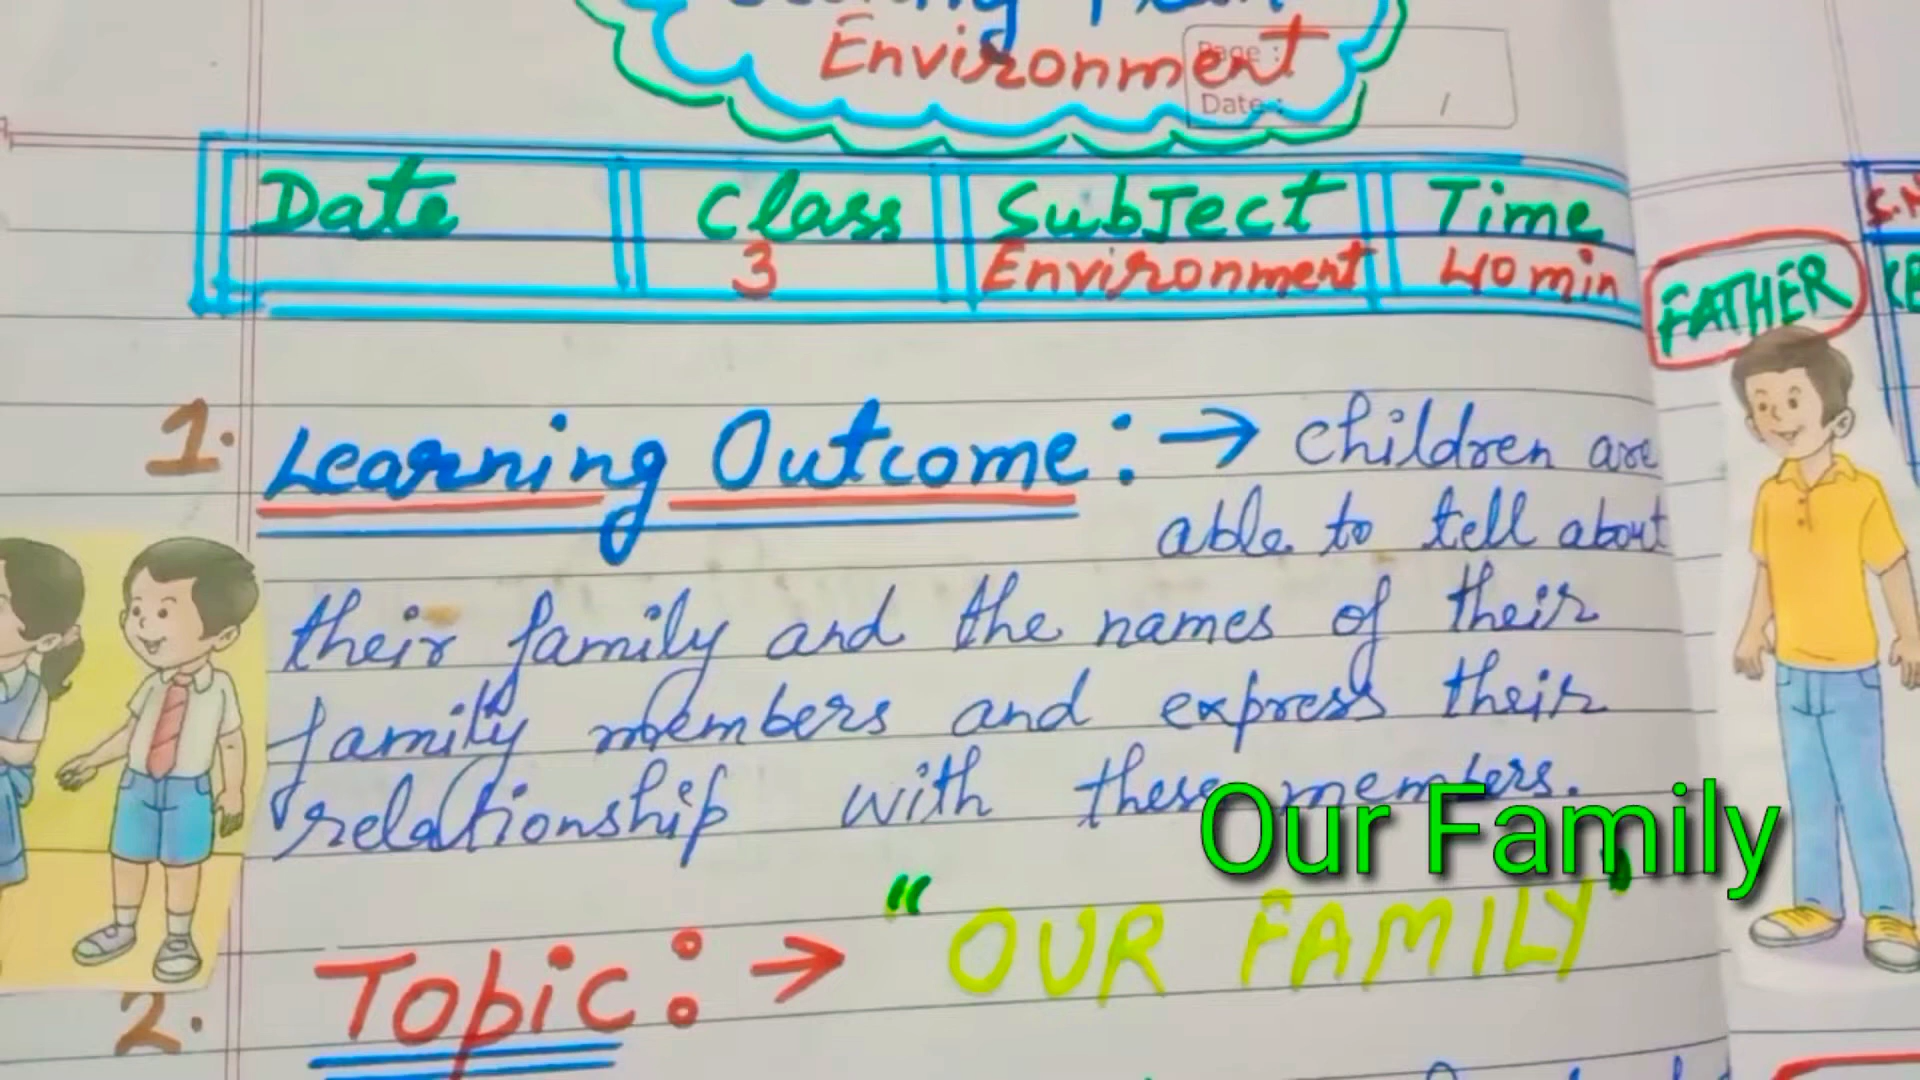 Environment
Page :
Date :
Date Class SubJect Time
3 Environment 40 min
FATHER
1. Learning Outcome : → children are
able to tell about
their family and the names of their
family members and express their
relationship with these members.
Our Family
2. Topic : → "OUR FAMILY"